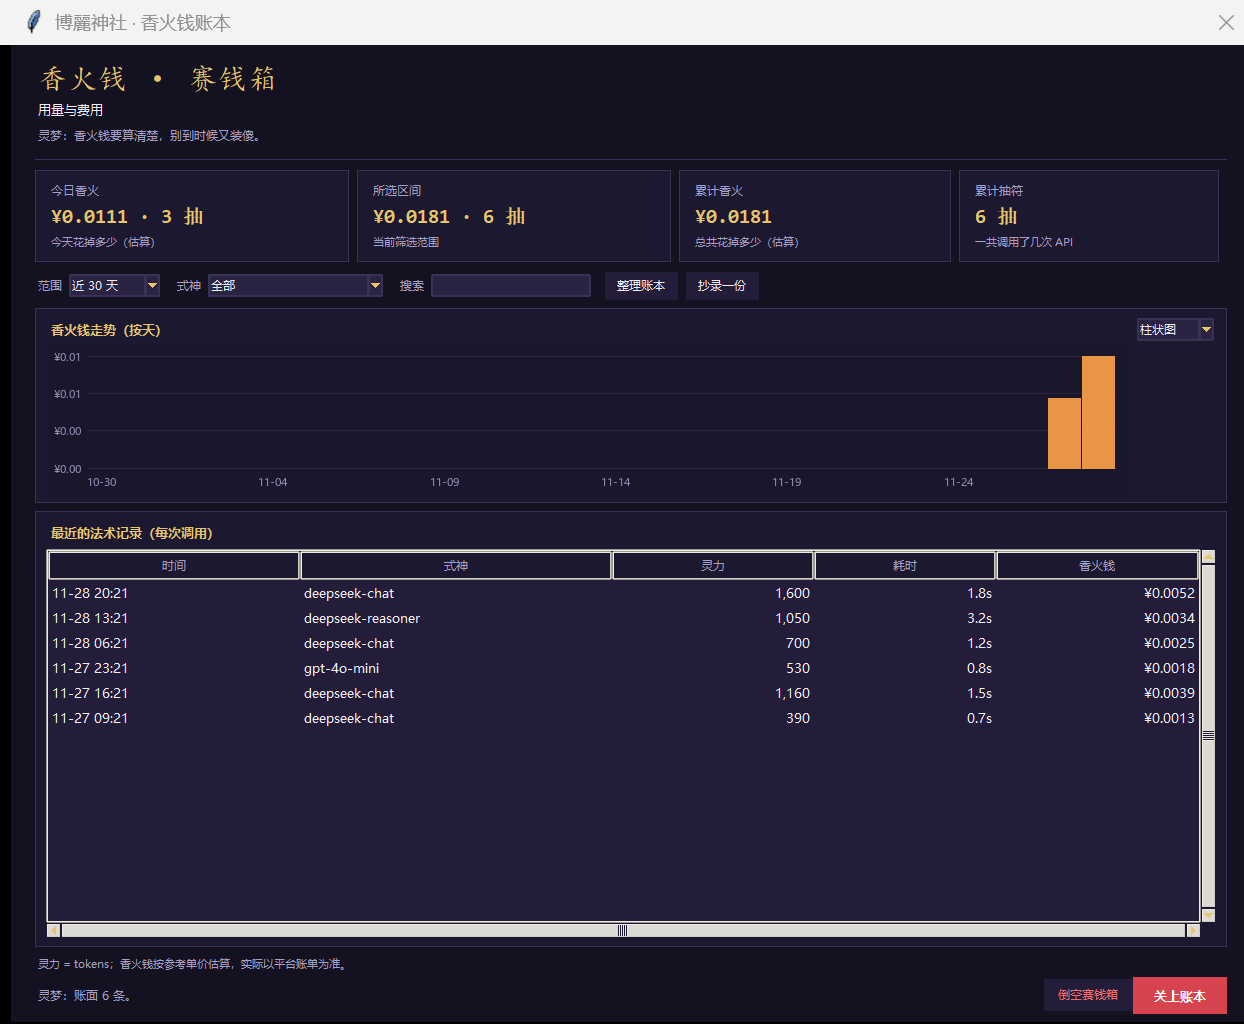 博麗神社 · 香火钱账本
香火钱 · 赛钱箱
用量与费用
灵梦：香火钱要算清楚，别到时候又装傻。
今日香火
¥0.0111 · 3 抽
今天花掉多少（估算）
所选区间
¥0.0181 · 6 抽
当前筛选范围
累计香火
¥0.0181
总共花掉多少（估算）
累计抽符
6 抽
一共调用了几次 API
范围 近 30 天 式神 全部 搜索 整理账本 抄录一份
香火钱走势（按天） 柱状图
¥0.01
¥0.01
¥0.00
¥0.00
10-30 11-04 11-09 11-14 11-19 11-24
最近的法术记录（每次调用）
时间 式神 灵力 耗时 香火钱
11-28 20:21 deepseek-chat 1,600 1.8s ¥0.0052
11-28 13:21 deepseek-reasoner 1,050 3.2s ¥0.0034
11-28 06:21 deepseek-chat 700 1.2s ¥0.0025
11-27 23:21 gpt-4o-mini 530 0.8s ¥0.0018
11-27 16:21 deepseek-chat 1,160 1.5s ¥0.0039
11-27 09:21 deepseek-chat 390 0.7s ¥0.0013
灵力 = tokens；香火钱按参考单价估算，实际以平台账单为准。
灵梦：账面 6 条。 倒空赛钱箱 关上账本